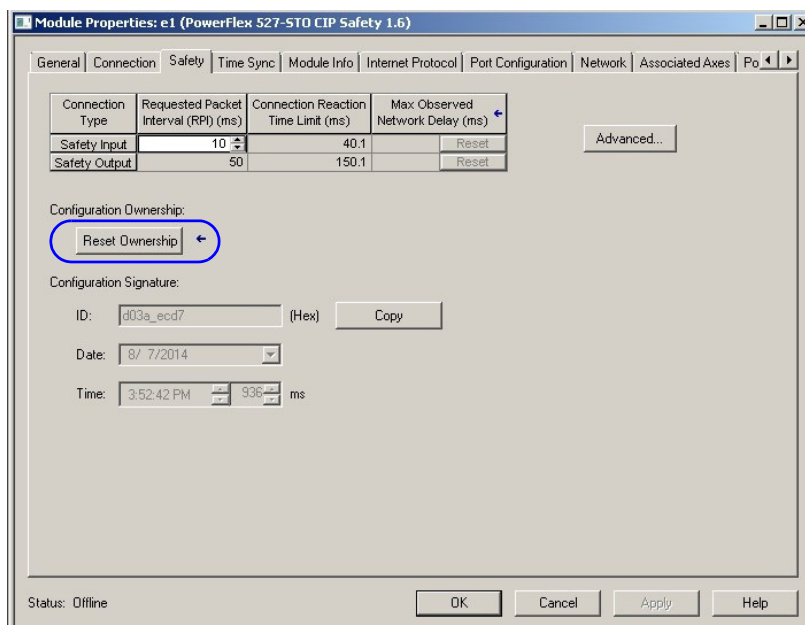 Module Properties: e1 (PowerFlex 527-STO CIP Safety 1.6)
General Connection Safety Time Sync Module Info Internet Protocol Port Configuration Network Associated Axes Po
Connection Type Requested Packet Interval (RPI) (ms) Connection Reaction Time Limit (ms) Max Observed Network Delay (ms)
Safety Input 10 40.1 Reset
Safety Output 50 150.1 Reset
Advanced...
Configuration Ownership:
Reset Ownership
Configuration Signature:
ID: d03a_ecd7 (Hex) Copy
Date: 8/ 7/2014
Time: 3:52:42 PM 936 ms
Status: Offline OK Cancel Apply Help